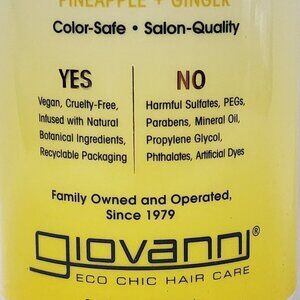 PINEAPPLE + GINGER
Color-Safe • Salon-Quality
YES
Vegan, Cruelty-Free,
Infused with Natural
Botanical Ingredients,
Recyclable Packaging
NO
Harmful Sulfates, PEGs,
Parabens, Mineral Oil,
Propylene Glycol,
Phthalates, Artificial Dyes
Family Owned and Operated,
Since 1979
giovanni®
ECO CHIC HAIR CARE